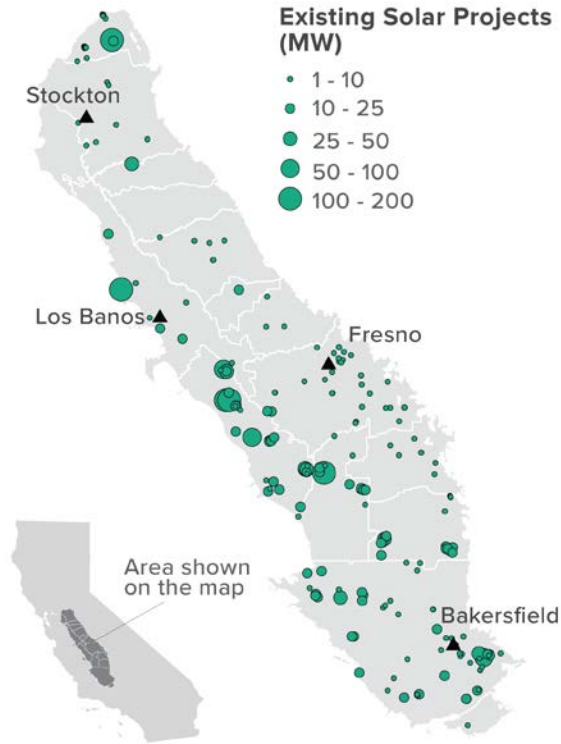 Existing Solar Projects
(MW)
1 - 10
10 - 25
25 - 50
50 - 100
100 - 200
Stockton
Los Banos
Fresno
Bakersfield
Area shown
on the map